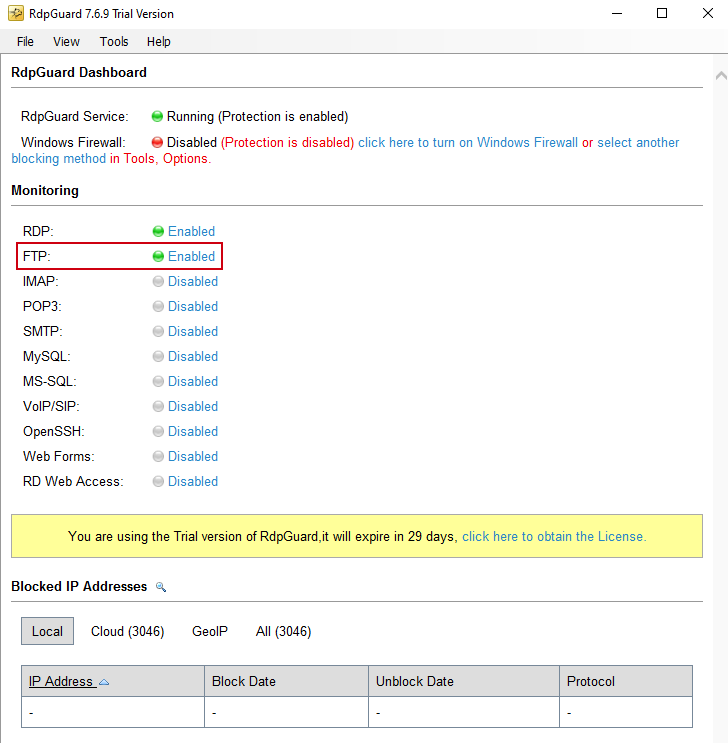 RdpGuard 7.6.9 Trial Version
File View Tools Help
RdpGuard Dashboard
RdpGuard Service: Running (Protection is enabled)
Windows Firewall: Disabled (Protection is disabled) click here to turn on Windows Firewall or select another
blocking method in Tools, Options.
Monitoring
RDP: Enabled
FTP: Enabled
IMAP: Disabled
POP3: Disabled
SMTP: Disabled
MySQL: Disabled
MS-SQL: Disabled
VoIP/SIP: Disabled
OpenSSH: Disabled
Web Forms: Disabled
RD Web Access: Disabled
You are using the Trial version of RdpGuard,it will expire in 29 days, click here to obtain the License.
Blocked IP Addresses
Local Cloud (3046) GeoIP All (3046)
IP Address Block Date Unblock Date Protocol
- - - -